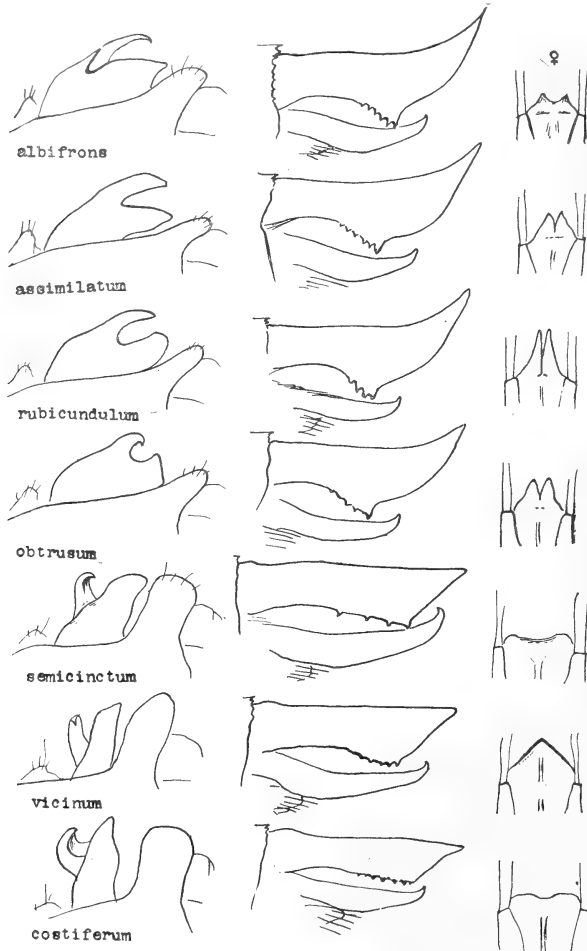 ♀
albifrons
assimilatum
rubicundulum
obtrusum
semicinctum
vicinum
costiferum